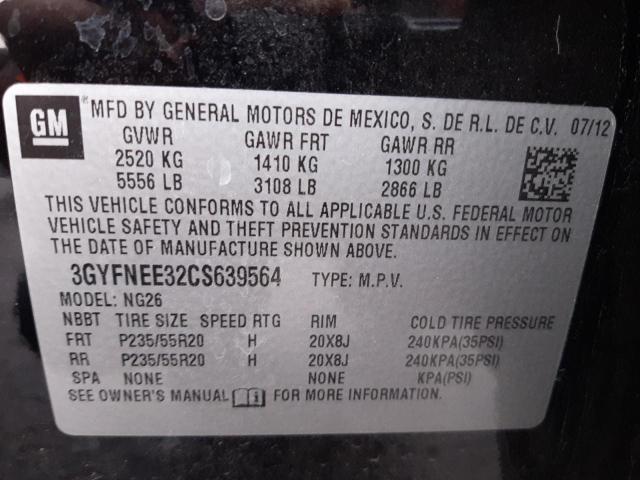 GM ® MFD BY GENERAL MOTORS DE MEXICO, S. DE R.L. DE C.V. 07/12
GVWR GAWR FRT GAWR RR
2520 KG 1410 KG 1300 KG
5556 LB 3108 LB 2866 LB
THIS VEHICLE CONFORMS TO ALL APPLICABLE U.S. FEDERAL MOTOR
VEHICLE SAFETY AND THEFT PREVENTION STANDARDS IN EFFECT ON
THE DATE OF MANUFACTURE SHOWN ABOVE.
3GYFNEE32CS639564 TYPE: M.P.V.
MODEL: NG26
NBBT TIRE SIZE SPEED RTG RIM COLD TIRE PRESSURE
FRT P235/55R20 H 20X8J 240KPA(35PSI)
RR P235/55R20 H 20X8J 240KPA(35PSI)
SPA NONE NONE KPA(PSI)
SEE OWNER'S MANUAL i FOR MORE INFORMATION.